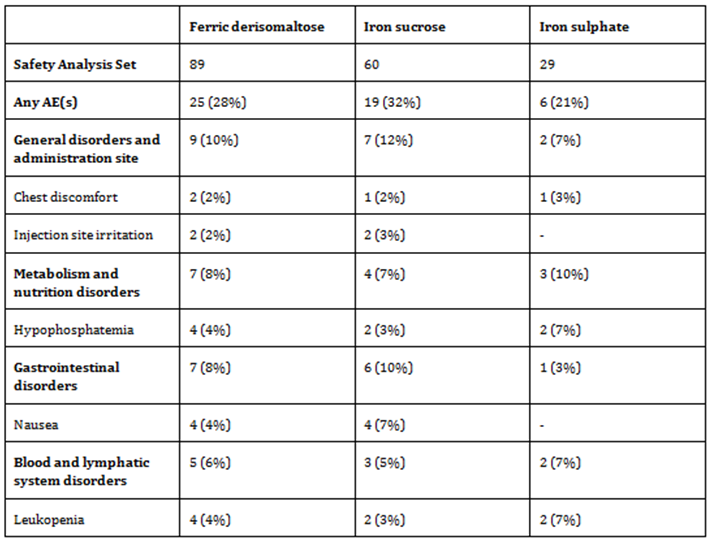 Ferric derisomaltose Iron sucrose Iron sulphate
Safety Analysis Set 89 60 29
Any AE(s) 25 (28%) 19 (32%) 6 (21%)
General disorders and administration site 9 (10%) 7 (12%) 2 (7%)
Chest discomfort 2 (2%) 1 (2%) 1 (3%)
Injection site irritation 2 (2%) 2 (3%) -
Metabolism and nutrition disorders 7 (8%) 4 (7%) 3 (10%)
Hypophosphatemia 4 (4%) 2 (3%) 2 (7%)
Gastrointestinal disorders 7 (8%) 6 (10%) 1 (3%)
Nausea 4 (4%) 4 (7%) -
Blood and lymphatic system disorders 5 (6%) 3 (5%) 2 (7%)
Leukopenia 4 (4%) 2 (3%) 2 (7%)